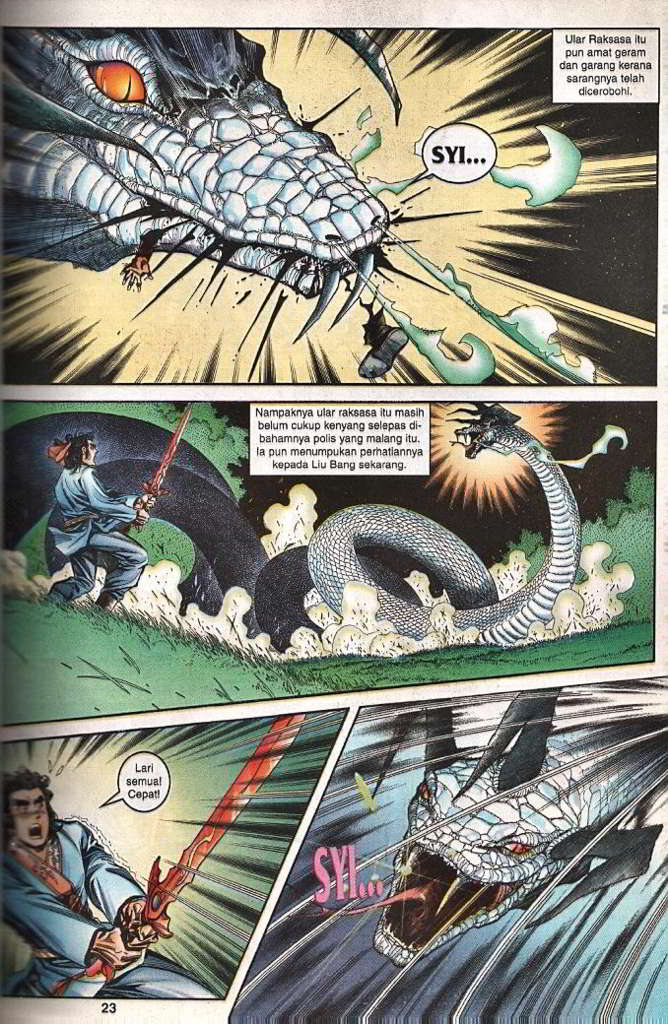 Ular Raksasa itu
pun amat geram
dan garang kerana
sarangnya telah
dicerobohi.
SYI...
Nampaknya ular raksasa itu masih
belum cukup kenyang selepas di-
bahamnya polis yang malang itu.
Ia pun menumpukan perhatiannya
kepada Liu Bang sekarang.
Lari
semua!
Cepat!
SYI...
23